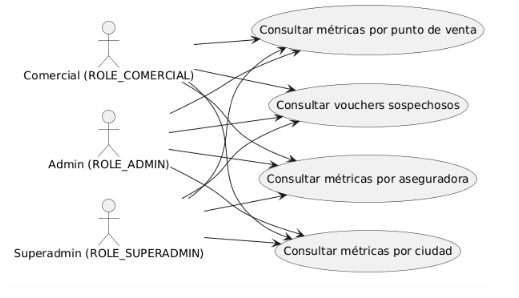 Consultar métricas por punto de venta
Comercial (ROLE_COMERCIAL)
Consultar vouchers sospechosos
Admin (ROLE_ADMIN)
Consultar métricas por aseguradora
Superadmin (ROLE_SUPERADMIN)
Consultar métricas por ciudad